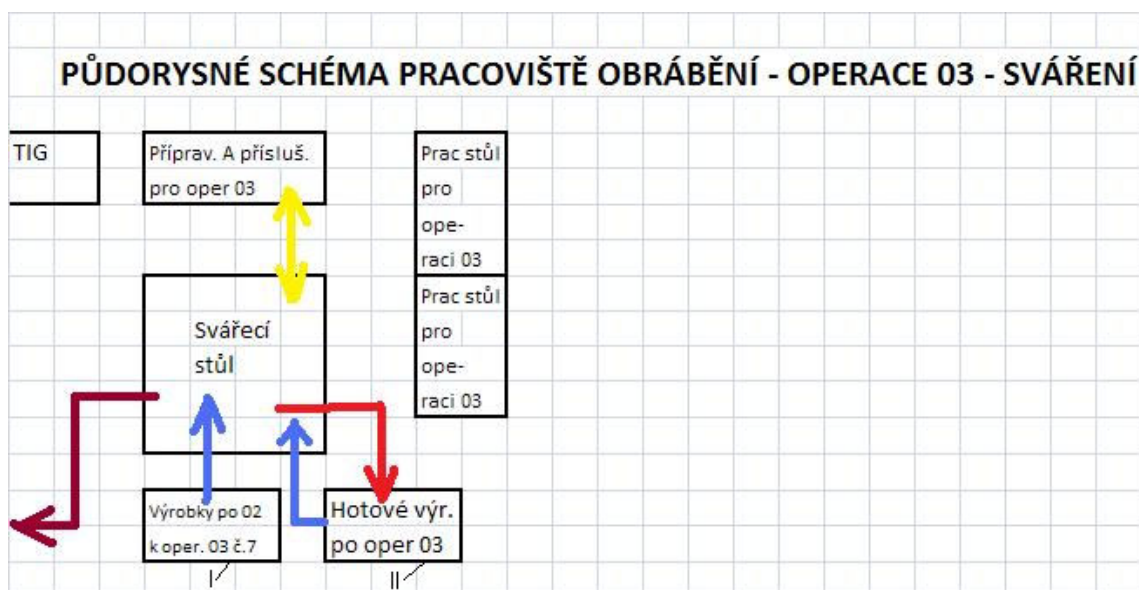 PŮDORYSNÉ SCHÉMA PRACOVIŠTĚ OBRÁBĚNÍ - OPERACE 03 - SVÁŘENÍ
TIG
Příprav. A přísluš.
pro oper 03
Prac stůl
pro
ope-
raci 03
Prac stůl
pro
ope-
raci 03
Svářecí
stůl
Výrobky po 02
k oper. 03 č.7
Hotové výr.
po oper 03
I
II